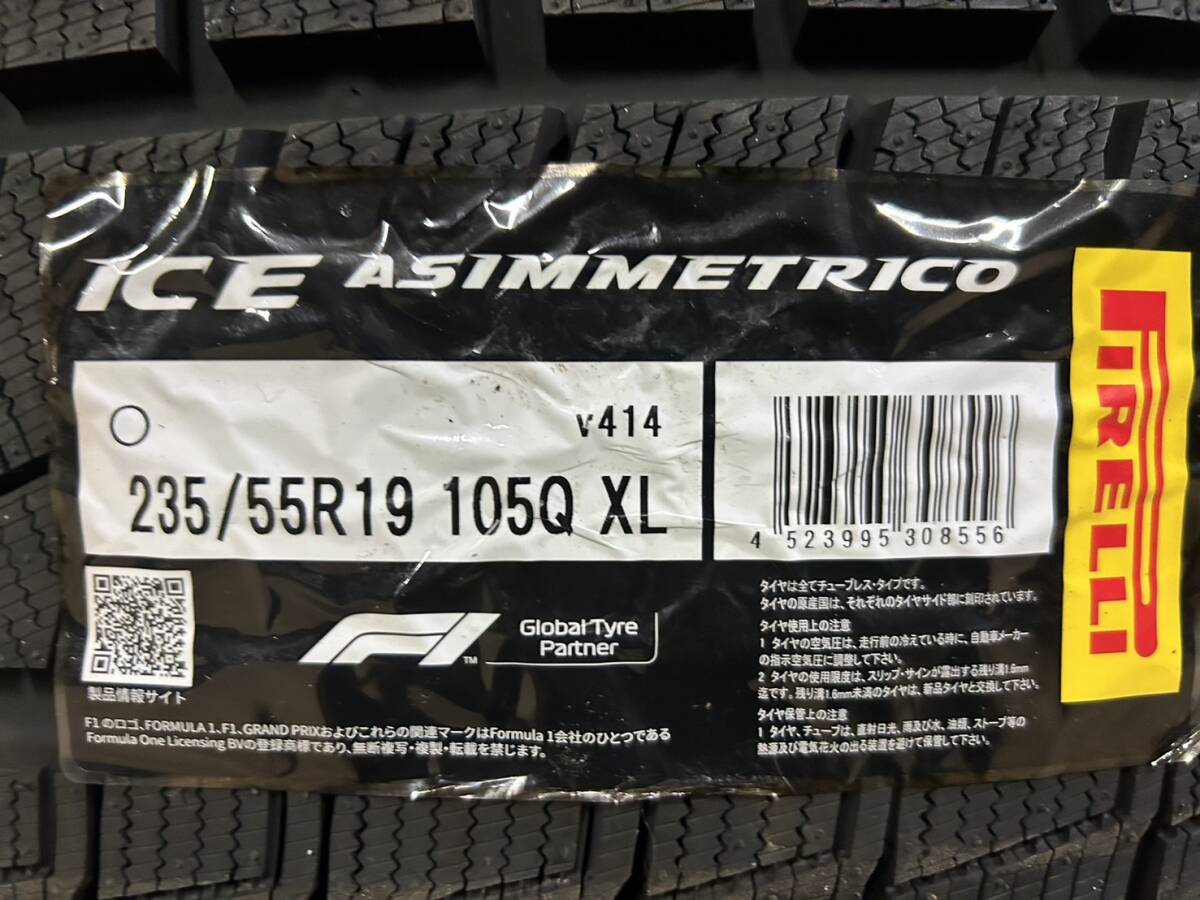 ICE ASIMMETRICO
v414
235/55R19 105Q XL
4 523995 308556
PIRELLI
製品情報サイト
F1 Global Tyre
Partner
TM
F1 のロゴ、FORMULA 1、F1、GRAND PRIXおよびこれらの関連マークはFormula 1会社のひとつである
Formula One Licensing BVの登録商標であり、無断複写・複製・転載を禁じます。
タイヤは全てチューブレス・タイプです。
タイヤの原産国は、それぞれのタイヤサイド部に刻印されています。
タイヤ使用上の注意
1 タイヤの空気圧は、走行前の冷えている時に、自動車メーカー
の指示空気圧に調整して下さい。
2 タイヤの使用限度は、スリップ・サインが露出する残り溝1.6mm
迄です。残り溝1.6mm未満のタイヤは、新品タイヤと交換して下さい。
タイヤ保管上の注意
1 タイヤ、チューブは、直射日光、雨及び水、油類、ストーブ等の
熱源及び電気花火の出る装置を避けて保管して下さい。